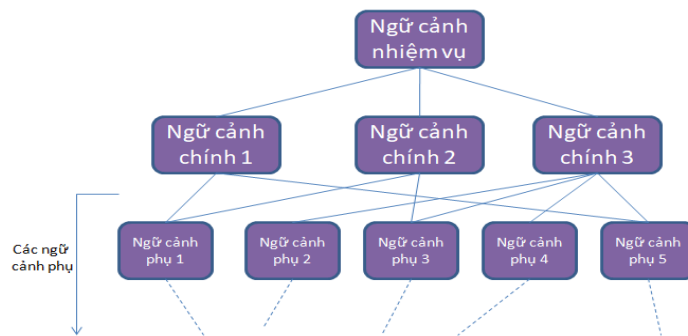 Ngữ cảnh
nhiệm vụ
Ngữ cảnh
chính 1
Ngữ cảnh
chính 2
Ngữ cảnh
chính 3
Các ngữ
cảnh phụ
Ngữ cảnh
phụ 1
Ngữ cảnh
phụ 2
Ngữ cảnh
phụ 3
Ngữ cảnh
phụ 4
Ngữ cảnh
phụ 5